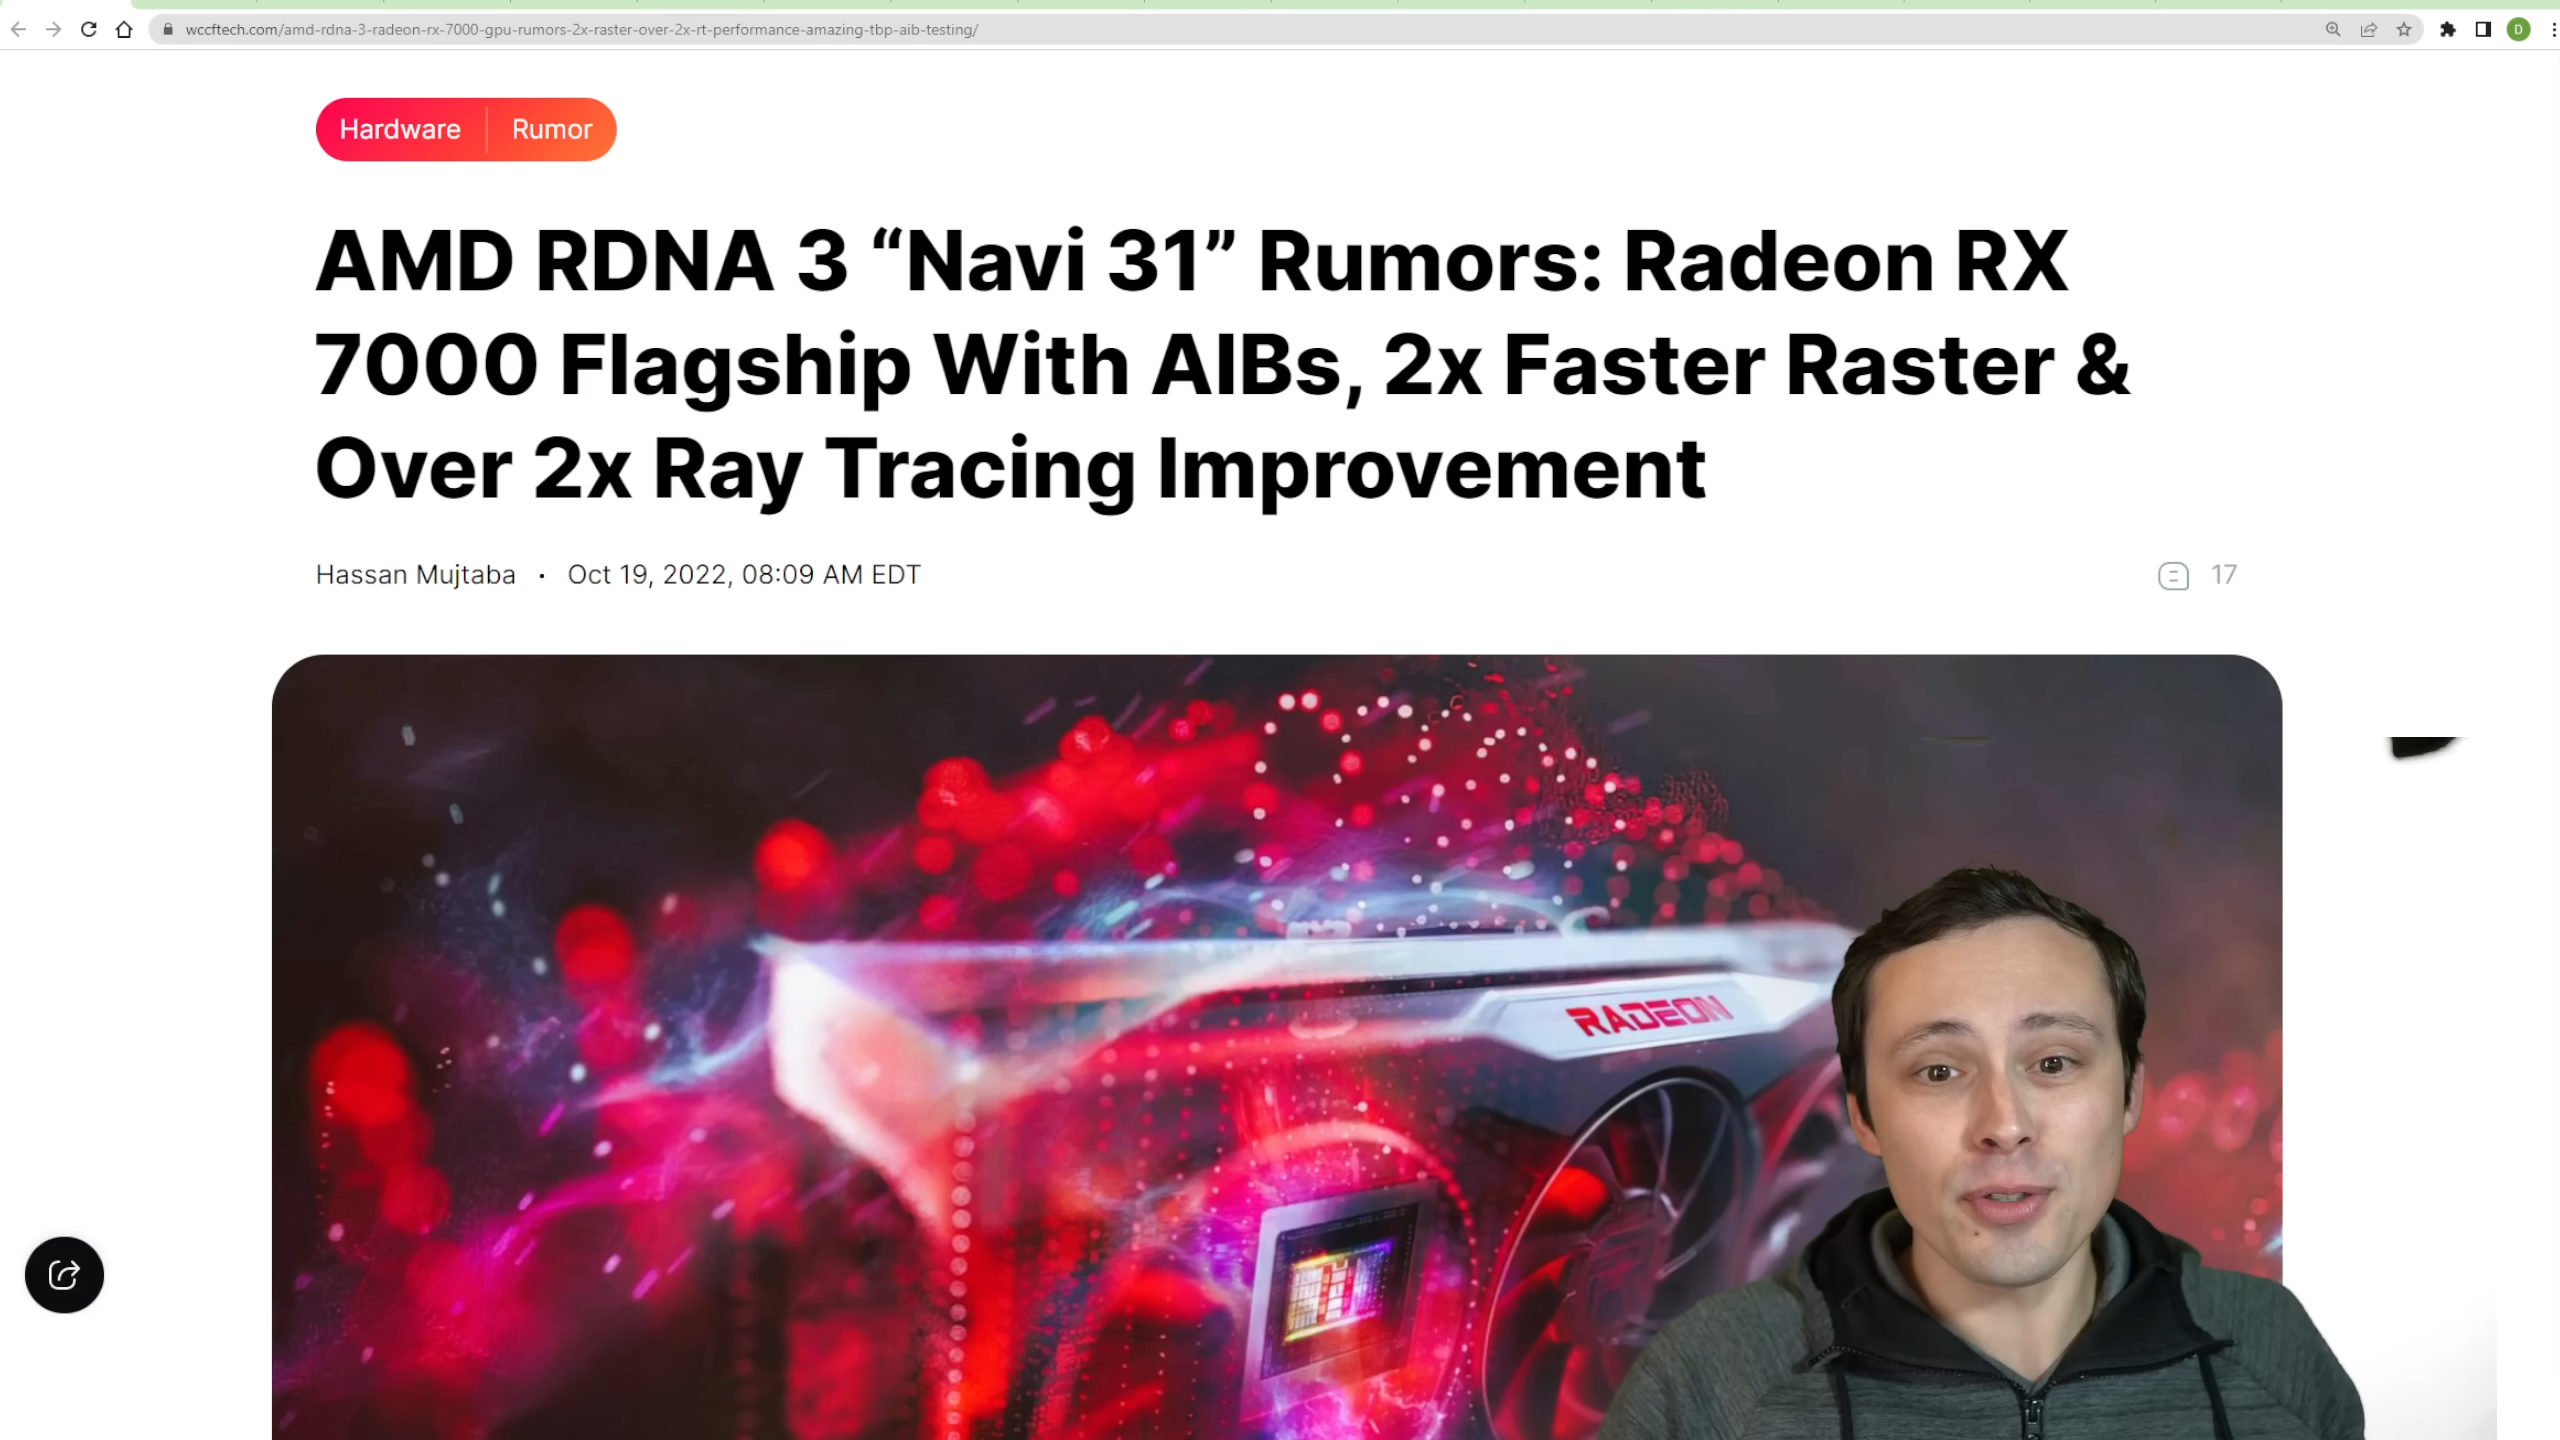 wccftech.com/amd-rdna-3-radeon-rx-7000-gpu-rumors-2x-raster-over-2x-rt-performance-amazing-tbp-aib-testing/
D
Hardware Rumor
AMD RDNA 3 “Navi 31” Rumors: Radeon RX
7000 Flagship With AIBs, 2x Faster Raster &
Over 2x Ray Tracing Improvement
Hassan Mujtaba • Oct 19, 2022, 08:09 AM EDT
17
RADEON